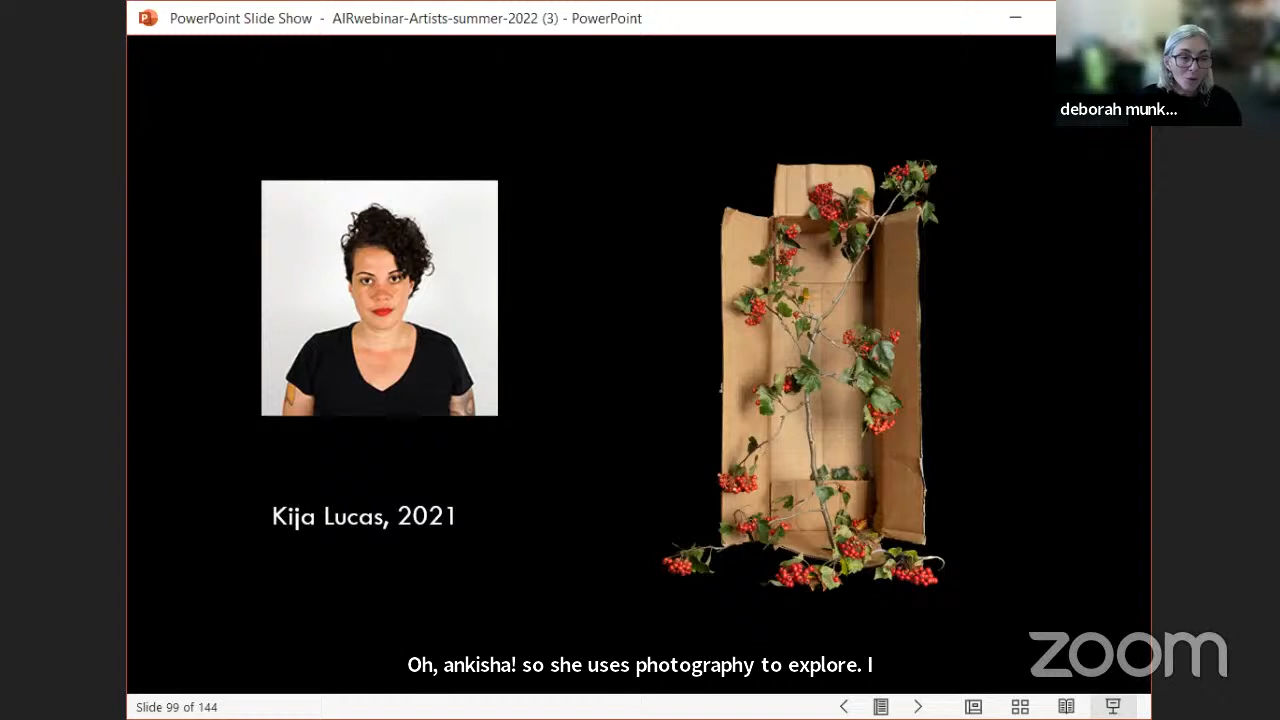 PowerPoint Slide Show - AIRwebinar-Artists-summer-2022 (3) - PowerPoint
deborah munk...
Kija Lucas, 2021
Oh, ankisha! so she uses photography to explore. I
zoom
Slide 99 of 144